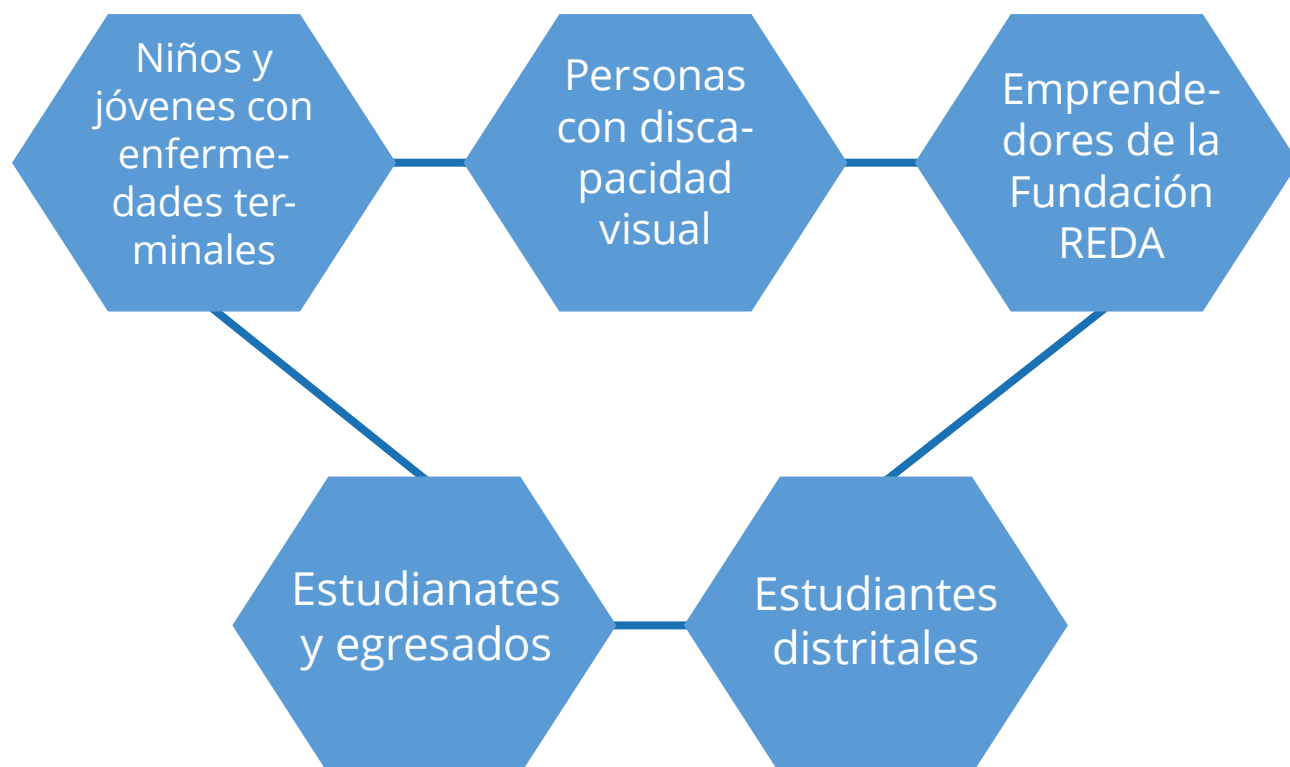 Niños y
jóvenes con
enferme-
dades ter-
minales
Personas
con disca-
pacidad
visual
Emprende-
dores de la
Fundación
REDA
Estudianates
y egresados
Estudiantes
distritales